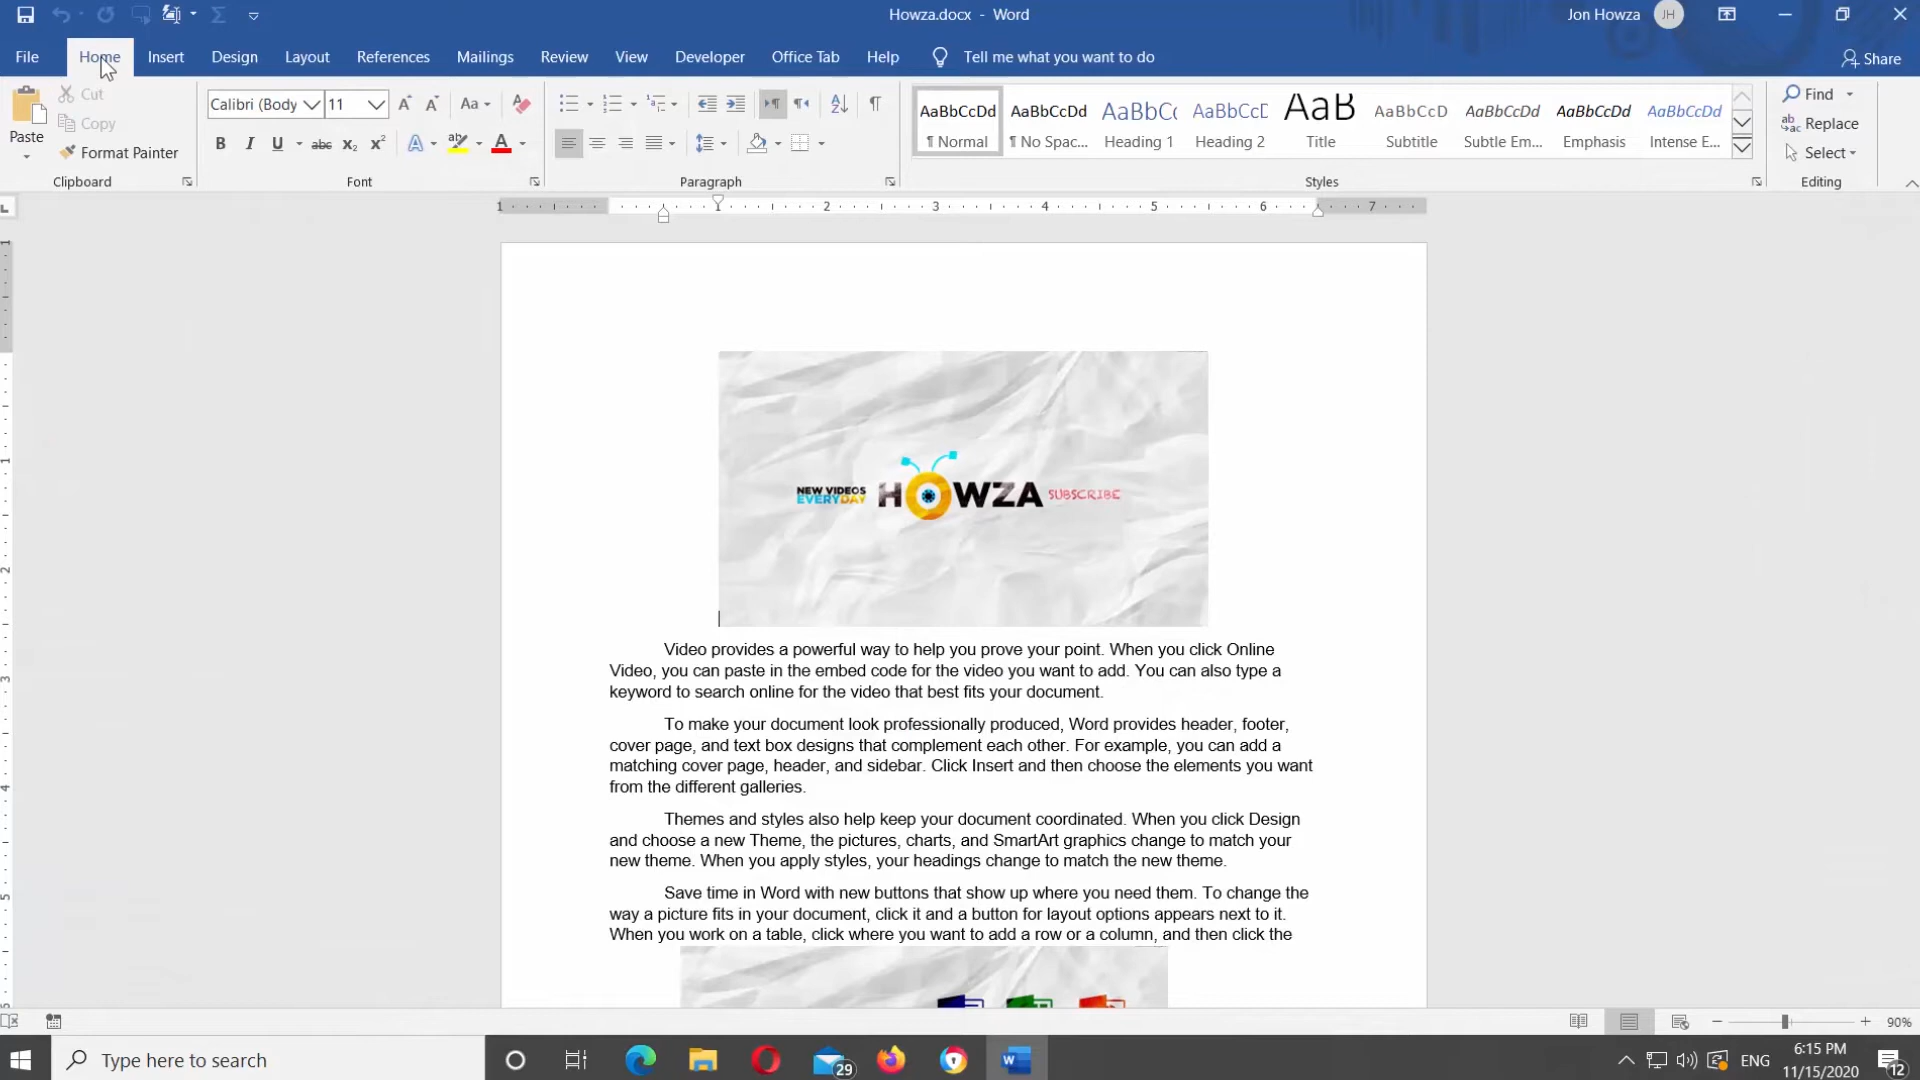 Howza.docx - Word
Jon Howza
JH
File
Home
Insert
Design
Layout
References
Mailings
Review
View
Developer
Office Tab
Help
Tell me what you want to do
Share
Paste
Cut
Copy
Format Painter
Clipboard
Calibri (Body
11
Font
Paragraph
AaBbCcDd
¶ Normal
AaBbCcDd
¶ No Spac...
AaBbC(
Heading 1
AaBbCcC
Heading 2
AaB
Title
AaBbCcD
Subtitle
AaBbCcDd
Subtle Em...
AaBbCcDd
Emphasis
AaBbCcDd
Intense E...
Styles
Find
Replace
Select
Editing
1 1 2 3 4 5 6 7
NEW VIDEOS
EVERYDAY
HOWZA
SUBSCRIBE
Video provides a powerful way to help you prove your point. When you click Online
Video, you can paste in the embed code for the video you want to add. You can also type a
keyword to search online for the video that best fits your document.
To make your document look professionally produced, Word provides header, footer,
cover page, and text box designs that complement each other. For example, you can add a
matching cover page, header, and sidebar. Click Insert and then choose the elements you want
from the different galleries.
Themes and styles also help keep your document coordinated. When you click Design
and choose a new Theme, the pictures, charts, and SmartArt graphics change to match your
new theme. When you apply styles, your headings change to match the new theme.
Save time in Word with new buttons that show up where you need them. To change the
way a picture fits in your document, click it and a button for layout options appears next to it.
When you work on a table, click where you want to add a row or a column, and then click the
90%
Type here to search
29
ENG
6:15 PM
11/15/2020
12